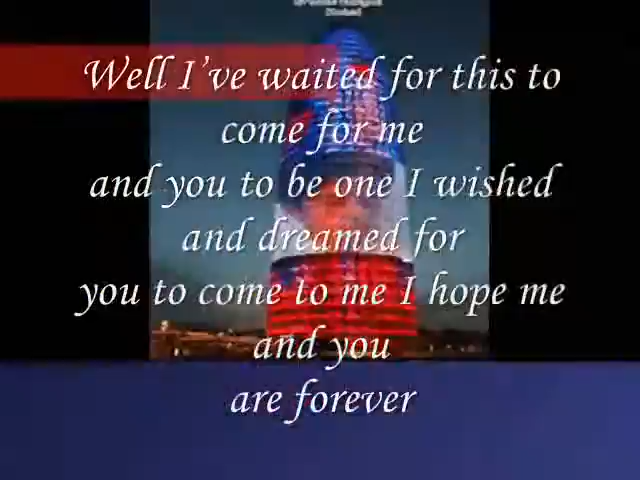 Well I've waited for this to
come for me
and you to be one I wished
and dreamed for
you to come to me I hope me
and you
are forever